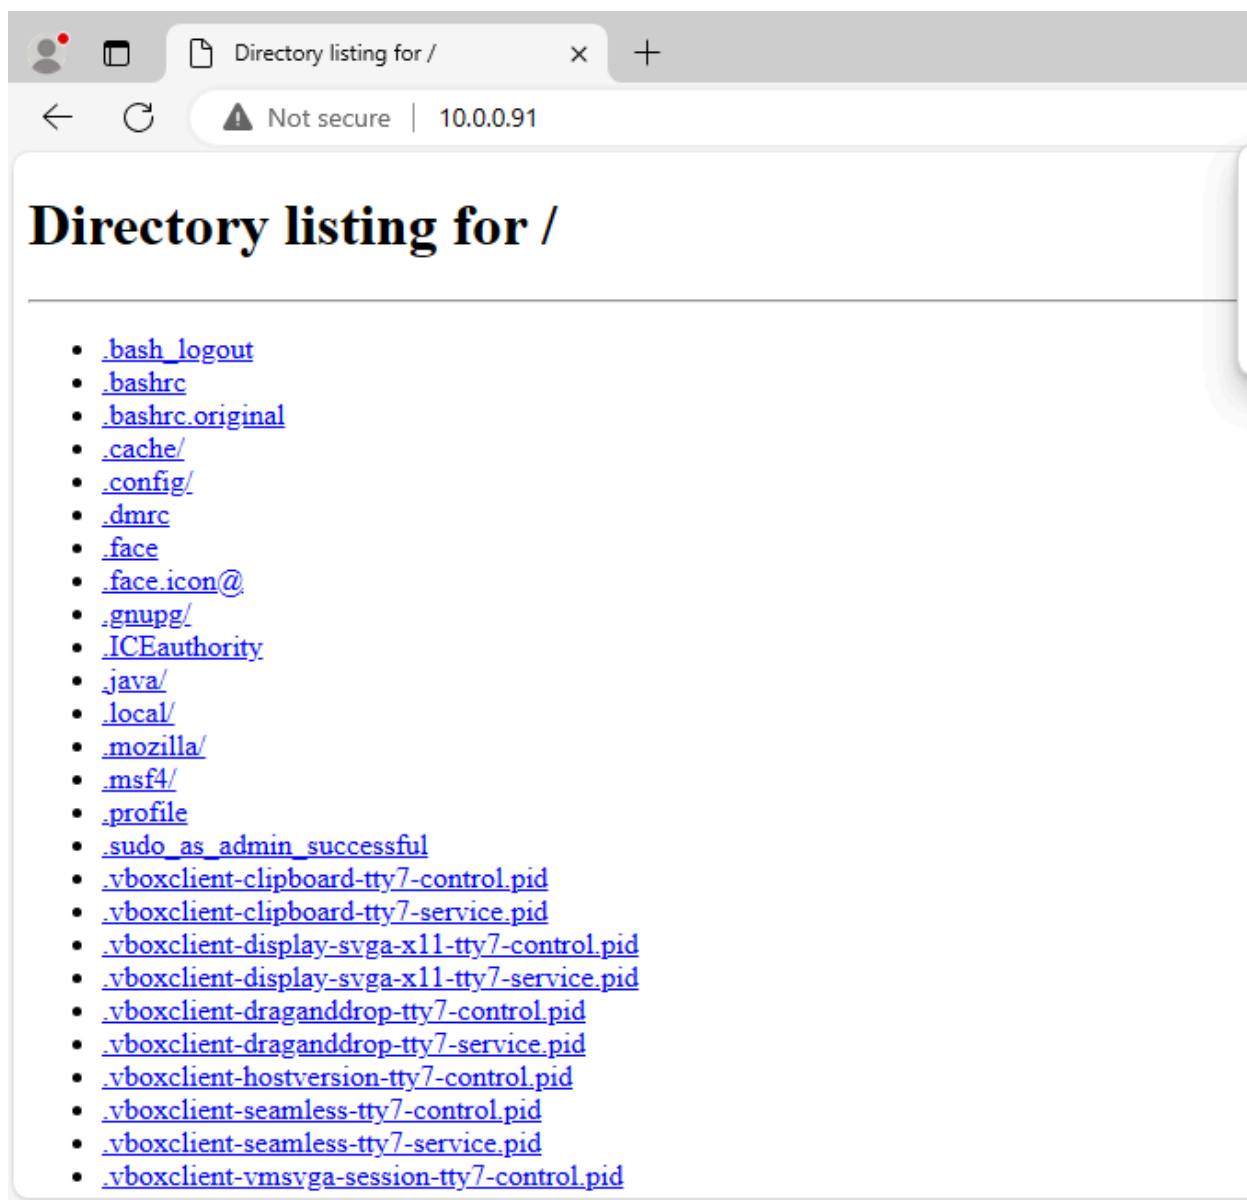 Directory listing for /
Not secure | 10.0.0.91
Directory listing for /
.bash_logout
.bashrc
.bashrc.original
.cache/
.config/
.dmrc
.face
.face.icon@
.gnupg/
.ICEauthority
.java/
.local/
.mozilla/
.msf4/
.profile
.sudo_as_admin_successful
.vboxclient-clipboard-tty7-control.pid
.vboxclient-clipboard-tty7-service.pid
.vboxclient-display-svga-x11-tty7-control.pid
.vboxclient-display-svga-x11-tty7-service.pid
.vboxclient-draganddrop-tty7-control.pid
.vboxclient-draganddrop-tty7-service.pid
.vboxclient-hostversion-tty7-control.pid
.vboxclient-seamless-tty7-control.pid
.vboxclient-seamless-tty7-service.pid
.vboxclient-vmsvga-session-tty7-control.pid